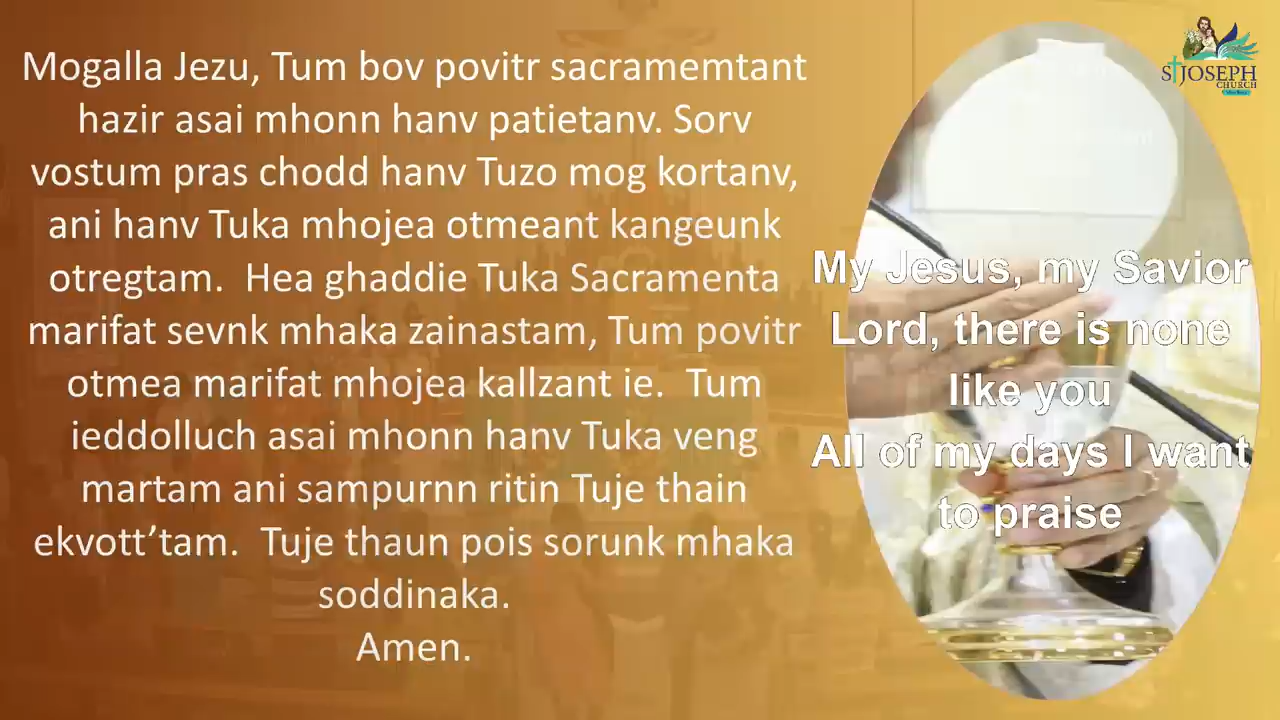 Mogalla Jezu, Tum bov povitr sacramemtant
hazir asai mhonn hanv patietanv. Sorv
vostum pras chodd hanv Tuzo mog kortanv,
ani hanv Tuka mhojea otmeant kangeunk
otregtam. Hea ghaddie Tuka Sacramenta
marifat sevnk mhaka zainastam, Tum povitr
otmea marifat mhojea kallzant ie. Tum
ieddolluch asai mhonn hanv Tuka veng
martam ani sampurnn ritin Tuje thain
ekvott’tam. Tuje thaun pois sorunk mhaka
soddinaka.
Amen.
ST JOSEPH
CHURCH
My Jesus, my Savior
Lord, there is none
like you
All of my days I want
to praise